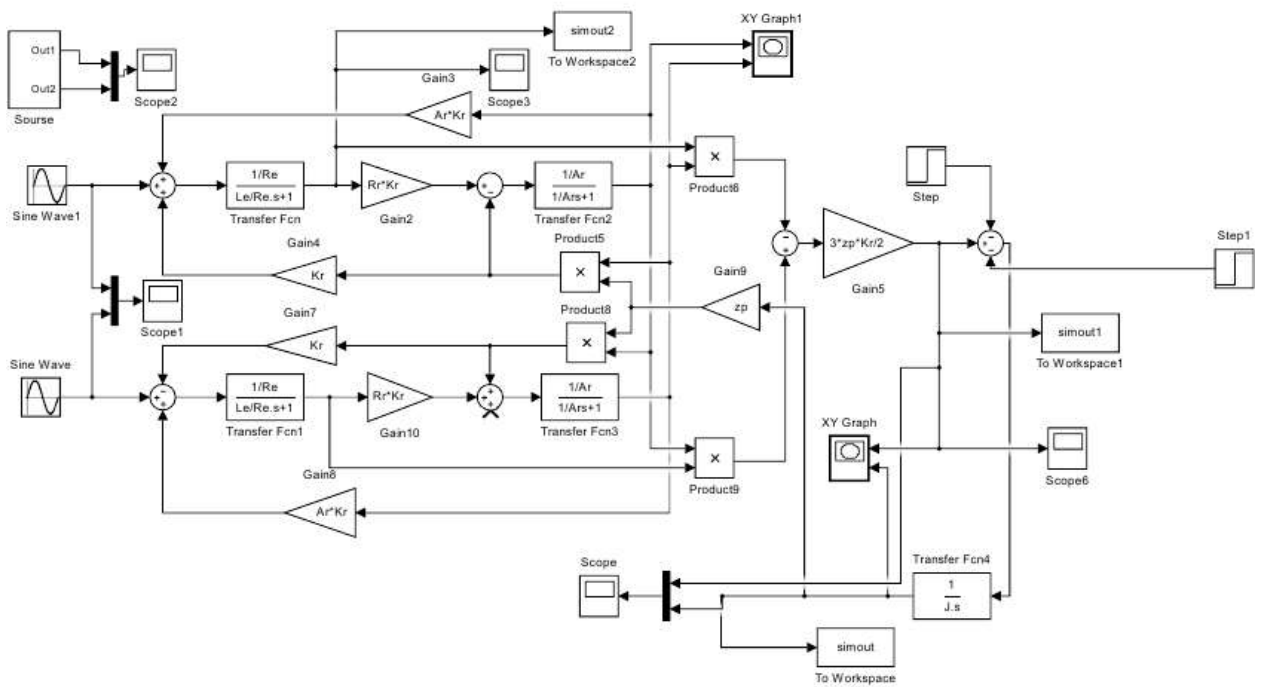 XY Graph1
simout2
To Workspace2
Out1
Out2
Sourse
Scope2
Gain3
Scope3
Ar*Kr
+
+
+
1/Re
Le/Re.s+1
Transfer Fcn
Rr*Kr
Gain2
+
−
1/Ar
1/Ars+1
Transfer Fcn2
×
Product6
Sine Wave1
Step
Step1
Gain4
Kr
Product5
×
−
+
3*zp*Kr/2
Gain5
+
−
−
Gain9
zp
Scope1
Gain7
Kr
Product8
×
simout1
To Workspace1
Sine Wave
−
+
+
1/Re
Le/Re.s+1
Transfer Fcn1
Rr*Kr
Gain10
+
+
1/Ar
1/Ars+1
Transfer Fcn3
XY Graph
×
Product9
Scope6
Gain8
Ar*Kr
Scope
Transfer Fcn4
1
J.s
simout
To Workspace